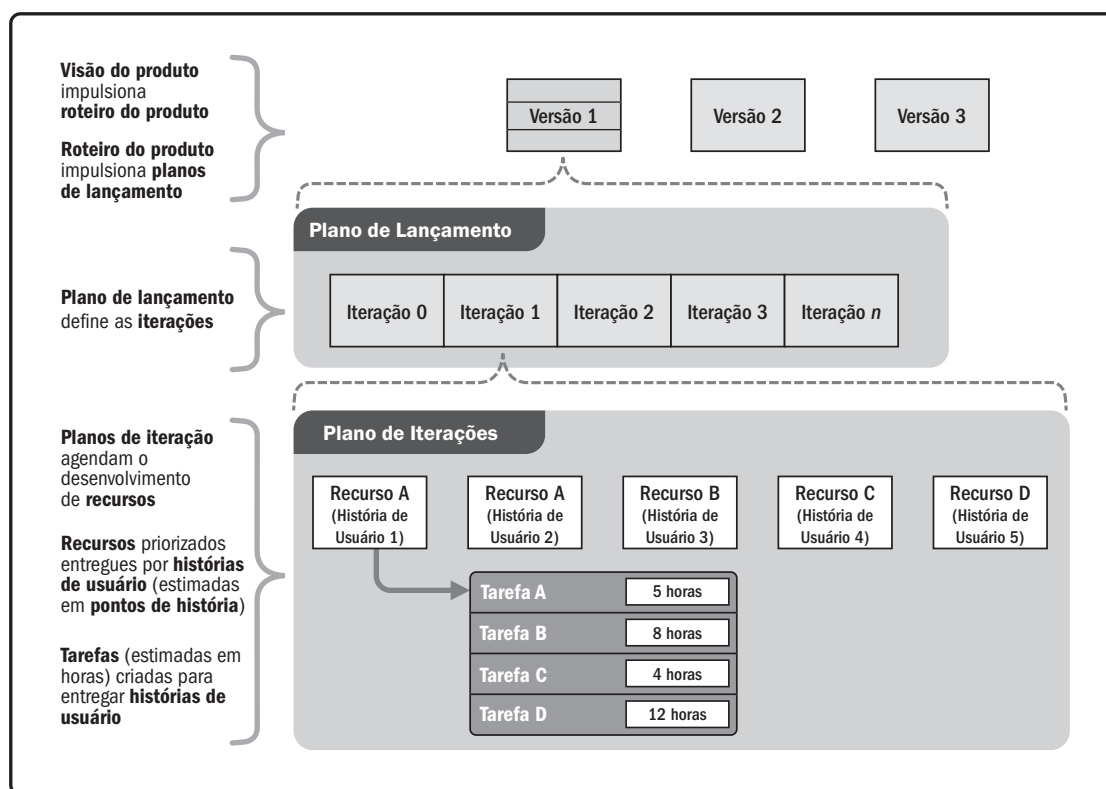 Visão do produto
impulsiona
roteiro do produto
Roteiro do produto
impulsiona planos
de lançamento
Versão 1
Versão 2
Versão 3
Plano de Lançamento
Plano de lançamento
define as iterações
Iteração 0
Iteração 1
Iteração 2
Iteração 3
Iteração n
Plano de Iterações
Planos de iteração
agendam o
desenvolvimento
de recursos
Recursos priorizados
entregues por histórias
de usuário (estimadas
em pontos de história)
Tarefas (estimadas em
horas) criadas para
entregar histórias de
usuário
Recurso A
(História de
Usuário 1)
Recurso A
(História de
Usuário 2)
Recurso B
(História de
Usuário 3)
Recurso C
(História de
Usuário 4)
Recurso D
(História de
Usuário 5)
Tarefa A
5 horas
Tarefa B
8 horas
Tarefa C
4 horas
Tarefa D
12 horas